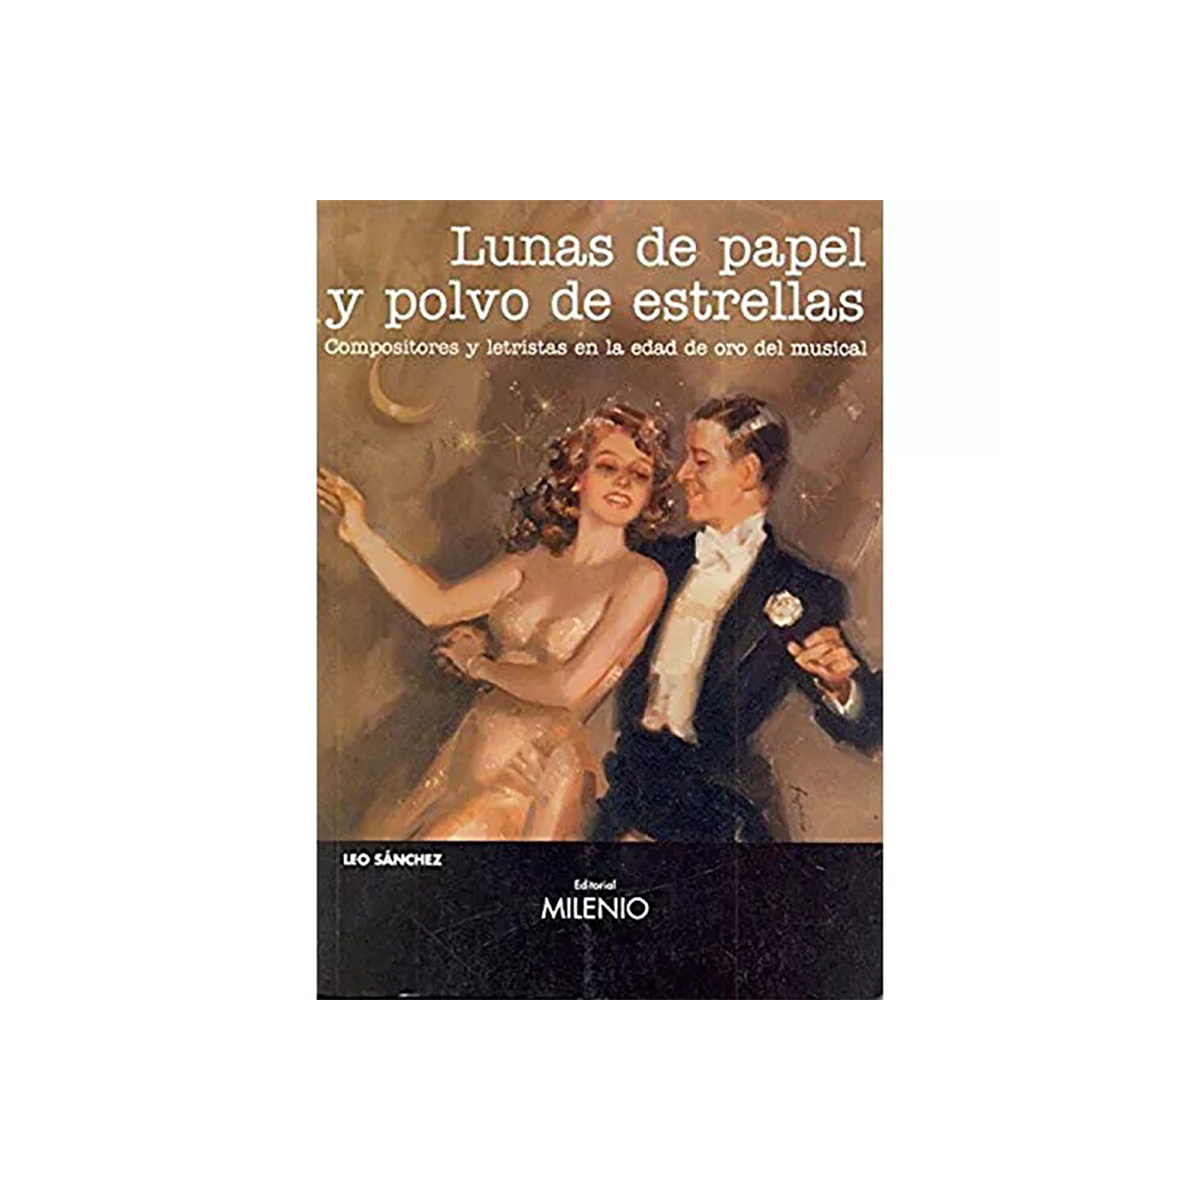 Lunas de papel
y polvo de estrellas
Compositores y letristas en la edad de oro del musical
LEO SÁNCHEZ
Editorial
MILENIO